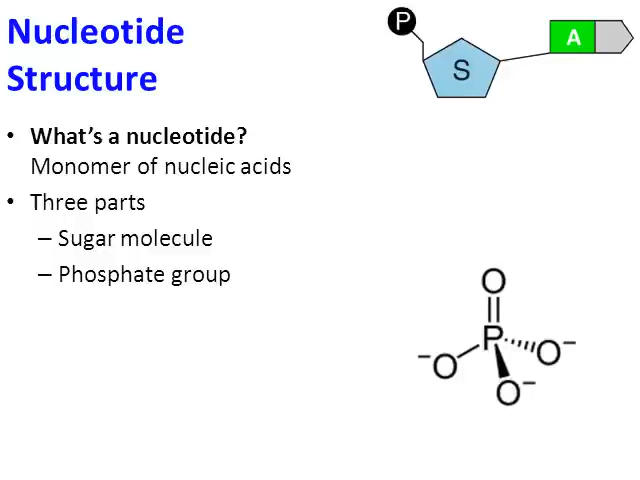 Nucleotide
Structure
P
S
A
• What's a nucleotide?
Monomer of nucleic acids
• Three parts
– Sugar molecule
– Phosphate group
O
P
⁻O
O⁻
O⁻